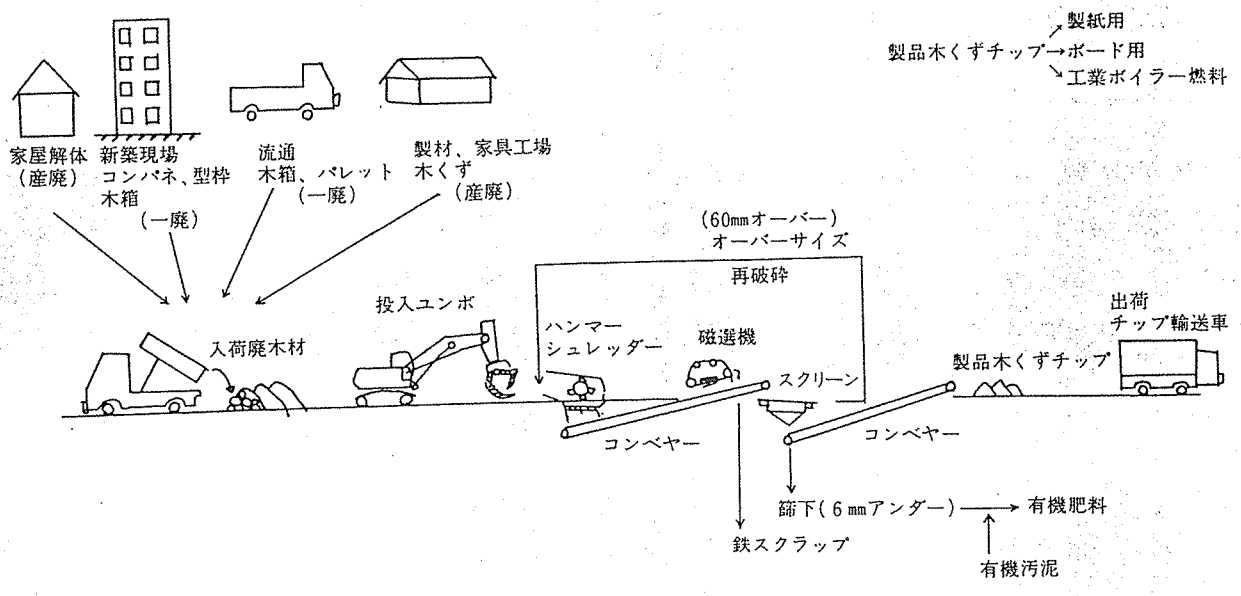 製紙用
製品木くずチップ→ボード用
工業ボイラー燃料
家屋解体
(産廃)
新築現場
コンパネ、型枠
木箱
(一廃)
流通
木箱、パレット
(一廃)
製材、家具工場
木くず
(産廃)
(60mmオーバー)
オーバーサイズ
再破砕
投入ユンボ
入荷廃木材
ハンマー
シュレッダー
磁選機
スクリーン
コンベヤー
コンベヤー
製品木くずチップ
出荷
チップ輸送車
篩下(6mmアンダー)
有機肥料
鉄スクラップ
有機汚泥